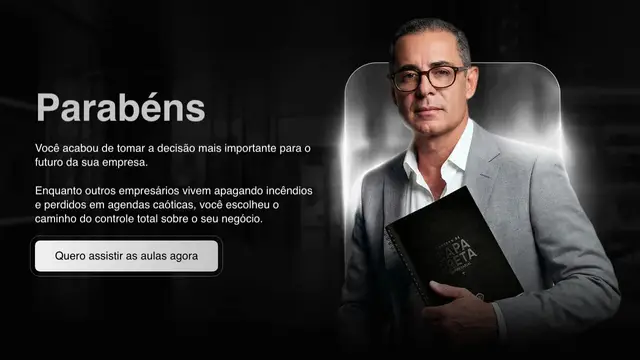 Parabéns
Você acabou de tomar a decisão mais importante para o
futuro da sua empresa.
Enquanto outros empresários vivem apagando incêndios
e perdidos em agendas caóticas, você escolheu o
caminho do controle total sobre o seu negócio.
Quero assistir as aulas agora